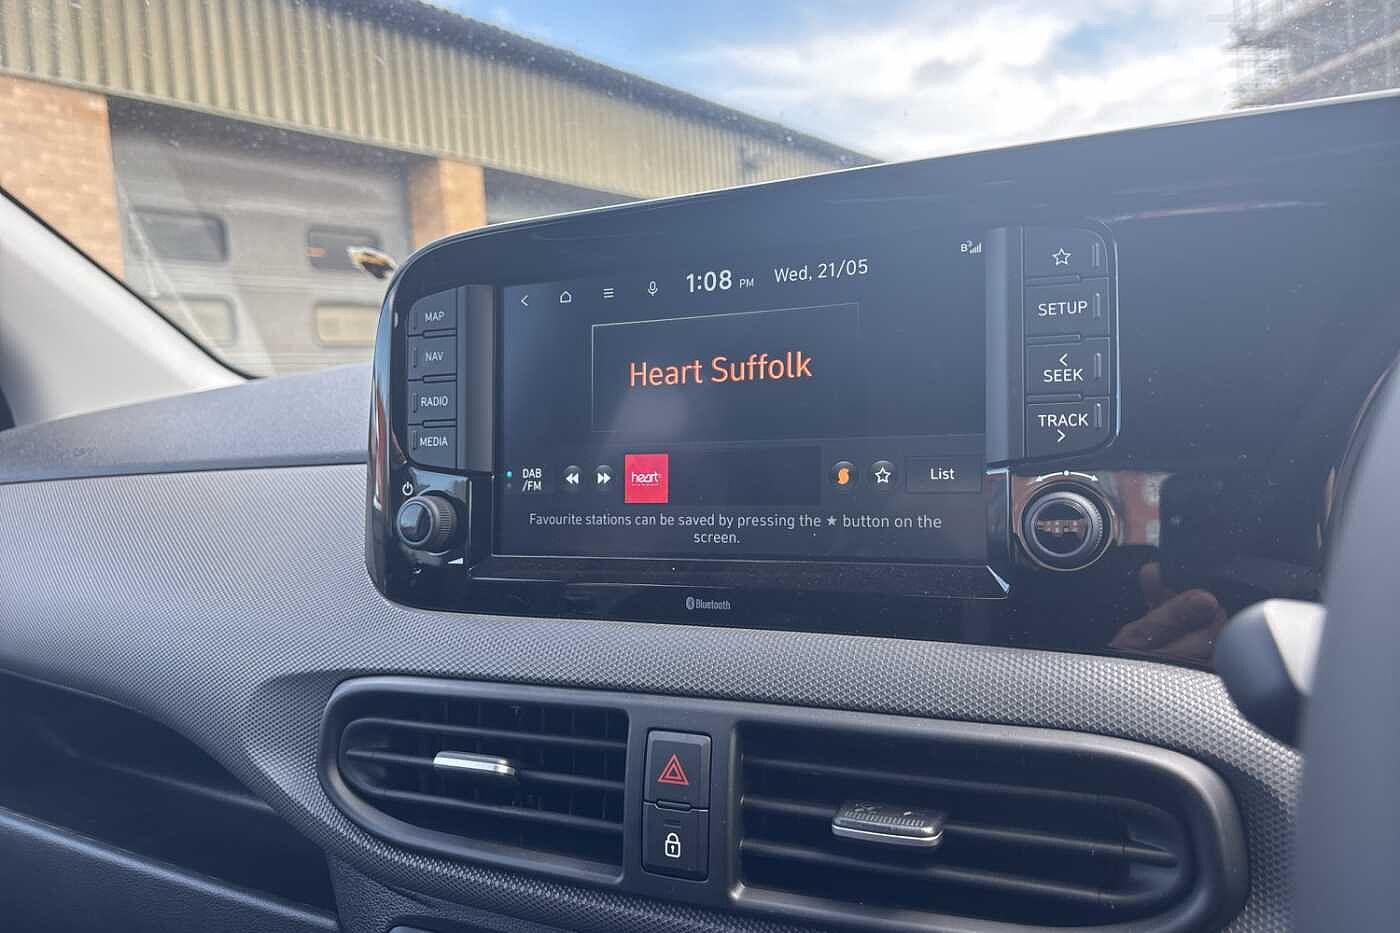 1:08 PM Wed, 21/05
B
MAP
NAV
RADIO
MEDIA
Heart Suffolk
SETUP
< SEEK
TRACK >
DAB
/FM
heart
List
Favourite stations can be saved by pressing the ★ button on the
screen.
Bluetooth